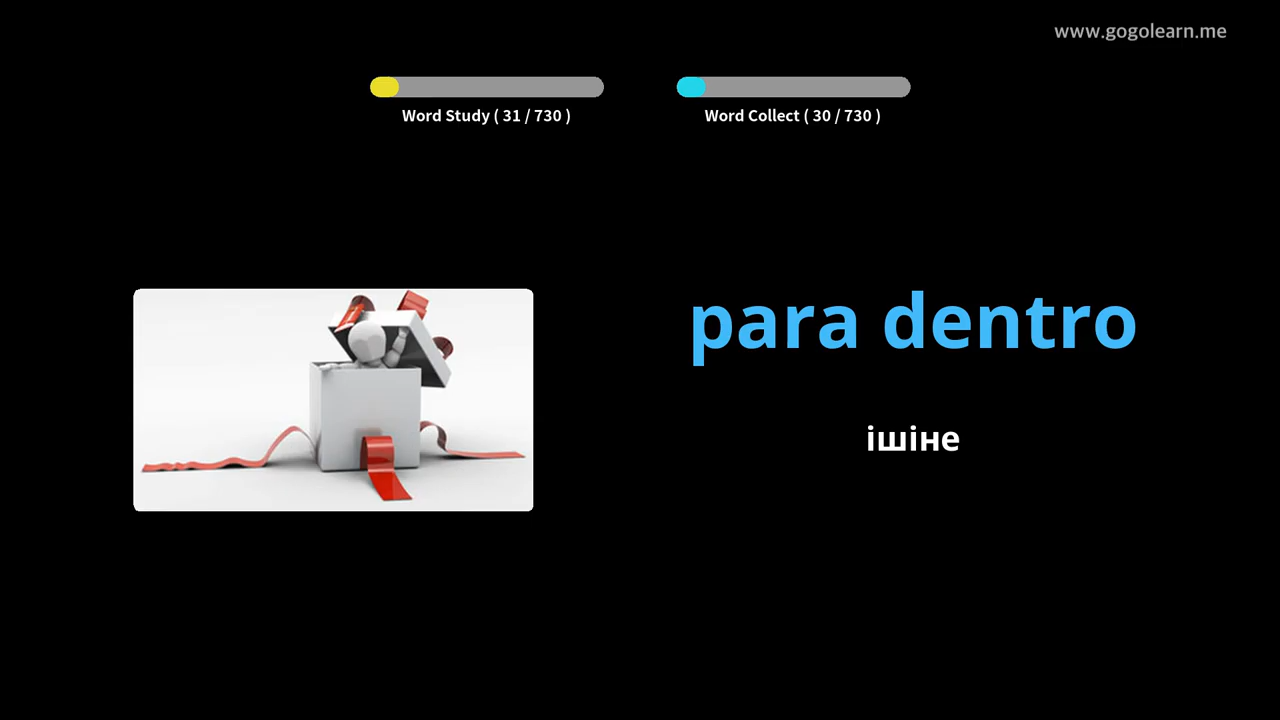 www.gogolearn.me
Word Study ( 31 / 730 )
Word Collect ( 30 / 730 )
para dentro
ішіне